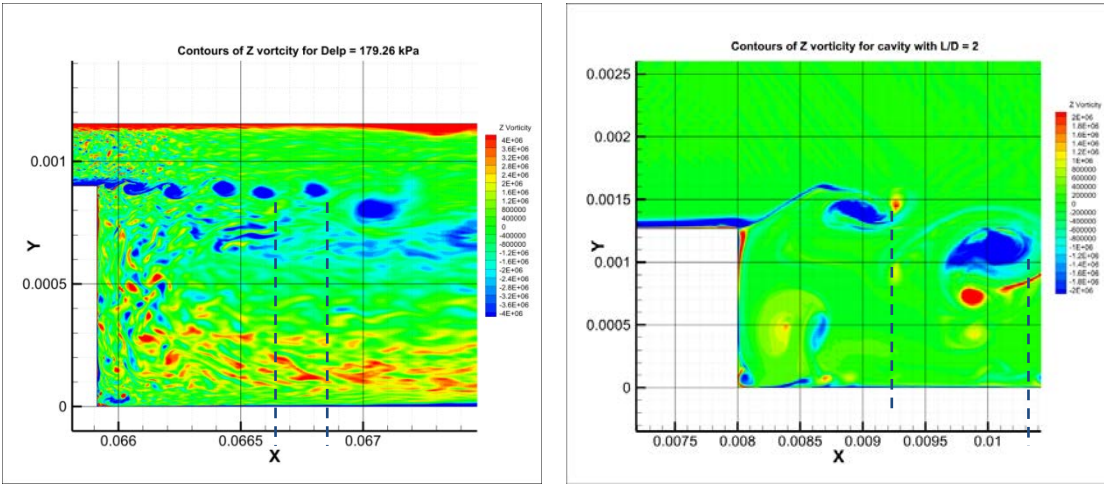 Contours of Z vortcity for Delp = 179.26 kPa
Z Vorticity
4E+06
3.6E+06
3.2E+06
2.8E+06
2.4E+06
2E+06
1.6E+06
1.2E+06
800000
400000
0
-400000
-800000
-1.2E+06
-1.6E+06
-2E+06
-2.4E+06
-2.8E+06
-3.2E+06
-3.6E+06
-4E+06
Y
0.001
0.0005
0
0.066
0.0665
0.067
X
Contours of Z vorticity for cavity with L/D = 2
Z Vorticity
2E+06
1.8E+06
1.6E+06
1.4E+06
1.2E+06
1E+06
800000
600000
400000
200000
0
-200000
-400000
-600000
-800000
-1E+06
-1.2E+06
-1.4E+06
-1.6E+06
-1.8E+06
-2E+06
Y
0.0025
0.002
0.0015
0.001
0.0005
0
0.0075
0.008
0.0085
0.009
0.0095
0.01
X